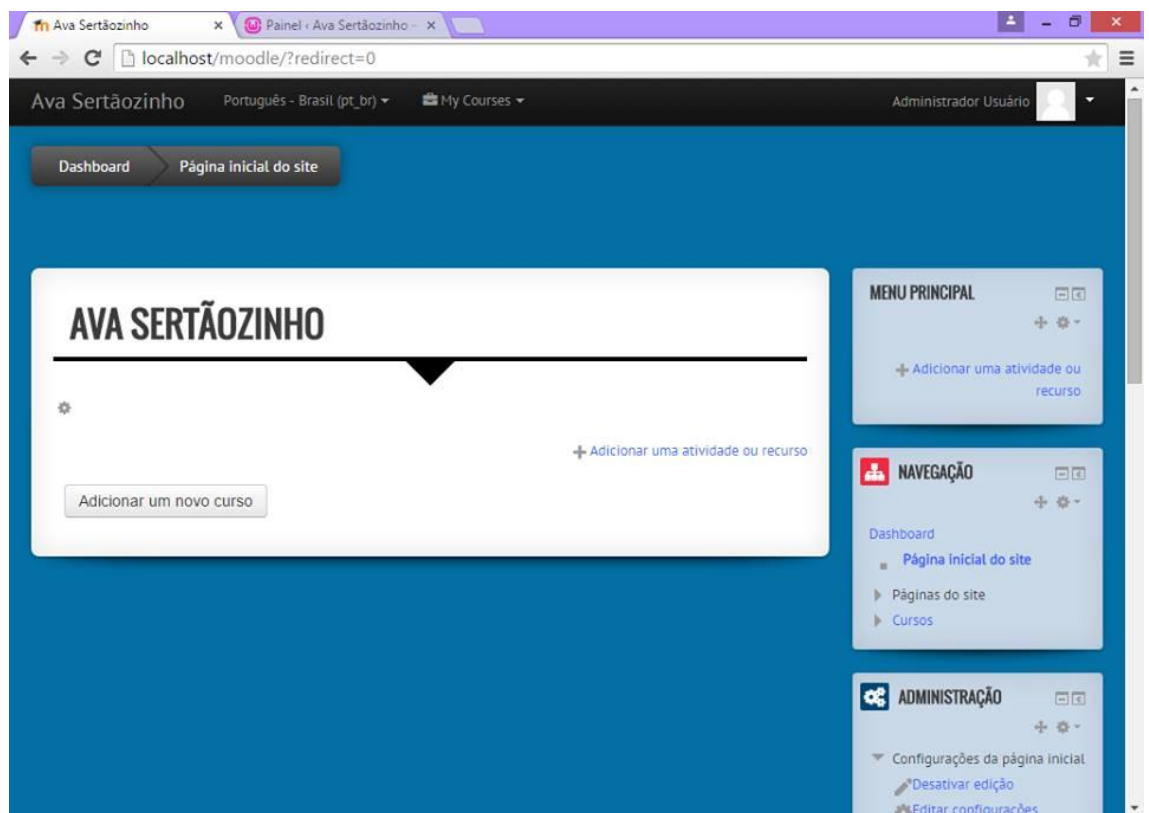 Ava Sertãozinho
Painel ‹ Ava Sertãozinho –
localhost/moodle/?redirect=0
Ava Sertãozinho Português - Brasil (pt_br) My Courses Administrador Usuário
Dashboard Página inicial do site
AVA SERTÃOZINHO
Adicionar uma atividade ou recurso
Adicionar um novo curso
MENU PRINCIPAL
Adicionar uma atividade ou
recurso
NAVEGAÇÃO
Dashboard
Página inicial do site
Páginas do site
Cursos
ADMINISTRAÇÃO
Configurações da página inicial
Desativar edição
Editar configurações